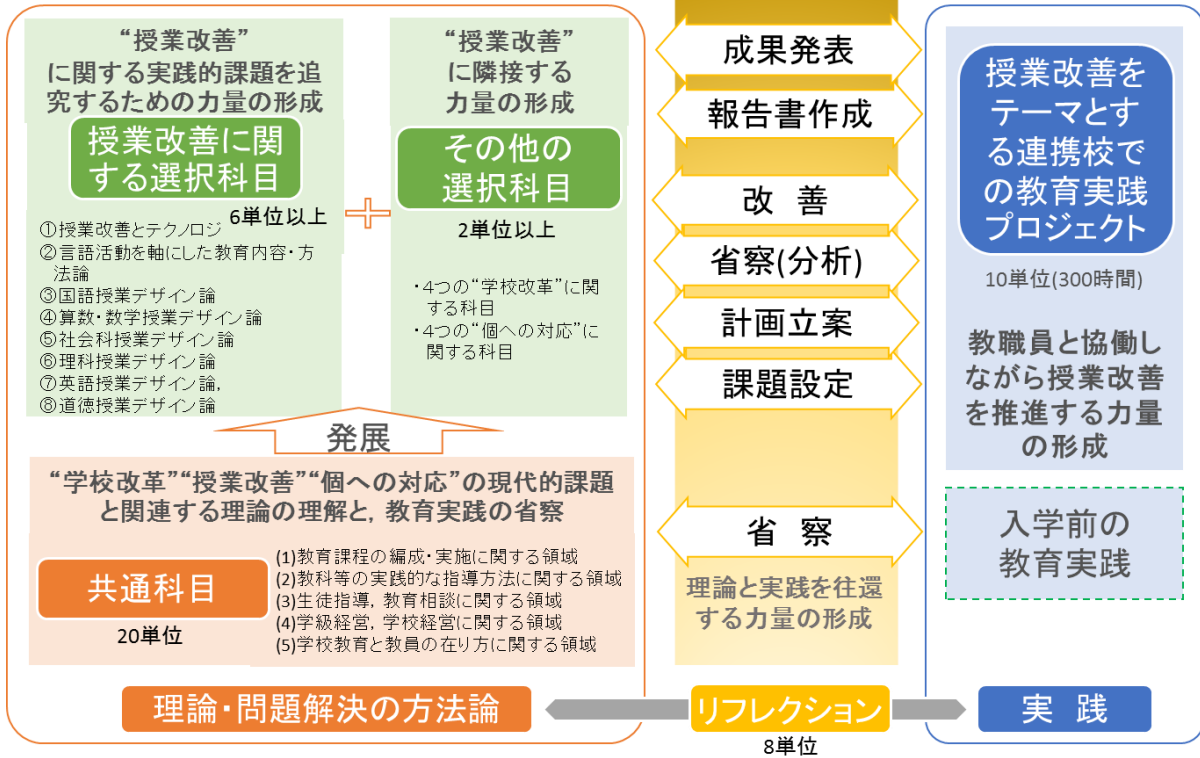 “授業改善”
に関する実践的課題を追
究するための力量の形成
授業改善に関
する選択科目
6単位以上
①授業改善とテクノロジ
②言語活動を軸にした教育内容・方
法論
③国語授業デザイン論
④算数・数学授業デザイン論
⑤社会科授業デザイン論
⑥理科授業デザイン論
⑦英語授業デザイン論,
⑧道徳授業デザイン論
“授業改善”
に隣接する
力量の形成
その他の
選択科目
2単位以上
・4つの“学校改革”に関
する科目
・4つの“個への対応”に
関する科目
発展
“学校改革”“授業改善”“個への対応”の現代的課題
と関連する理論の理解と, 教育実践の省察
共通科目
20単位
(1)教育課程の編成・実施に関する領域
(2)教科等の実践的な指導方法に関する領域
(3)生徒指導, 教育相談に関する領域
(4)学級経営, 学校経営に関する領域
(5)学校教育と教員の在り方に関する領域
理論・問題解決の方法論
成果発表
報告書作成
改 善
省察(分析)
計画立案
課題設定
省 察
理論と実践を往還
する力量の形成
リフレクション
8単位
授業改善を
テーマとす
る連携校で
の教育実践
プロジェクト
10単位(300時間)
教職員と協働し
ながら授業改善
を推進する力量
の形成
入学前の
教育実践
実 践